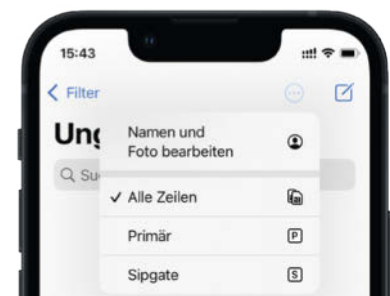 15:43
Filter
Ung
Namen und
Foto bearbeiten
Su
Alle Zeilen
Primär
P
Sipgate
S